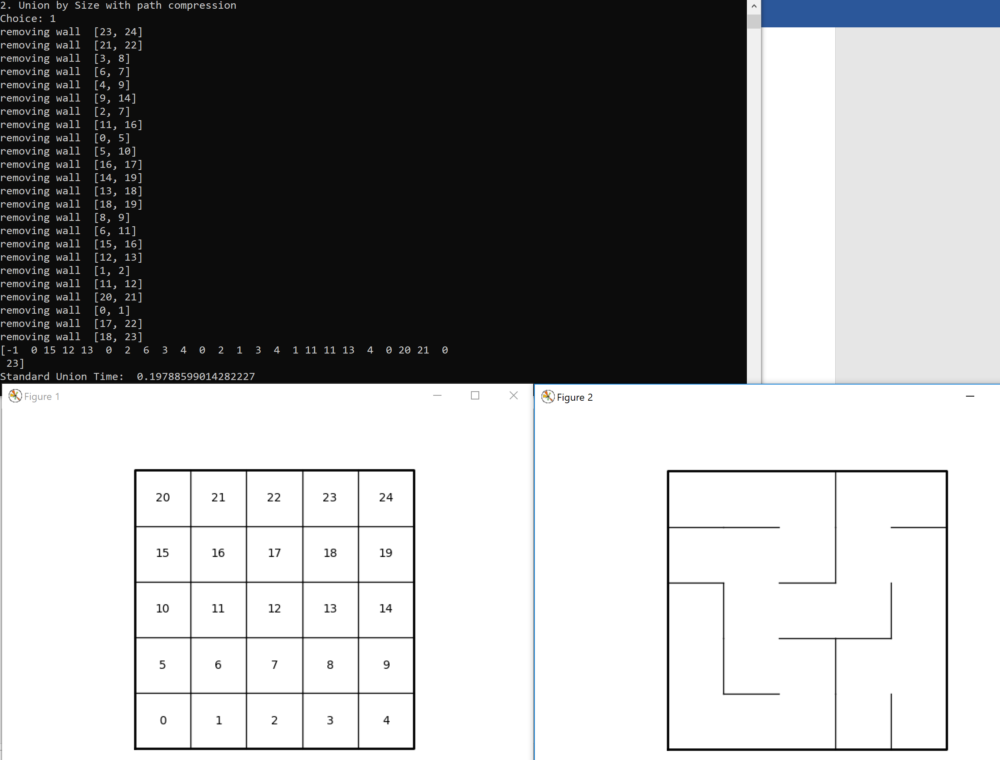 2. Union by Size with path compression
Choice: 1
removing wall  [23, 24]
removing wall  [21, 22]
removing wall  [3, 8]
removing wall  [6, 7]
removing wall  [4, 9]
removing wall  [9, 14]
removing wall  [2, 7]
removing wall  [11, 16]
removing wall  [0, 5]
removing wall  [5, 10]
removing wall  [16, 17]
removing wall  [14, 19]
removing wall  [13, 18]
removing wall  [18, 19]
removing wall  [8, 9]
removing wall  [6, 11]
removing wall  [15, 16]
removing wall  [12, 13]
removing wall  [1, 2]
removing wall  [11, 12]
removing wall  [20, 21]
removing wall  [0, 1]
removing wall  [17, 22]
removing wall  [18, 23]
[-1  0 15 12 13  0  2  6  3  4  0  2  1  3  4  1 11 11 13  4  0 20 21  0
 23]
Standard Union Time:  0.19788599014282227
Figure 1
20 21 22 23 24
15 16 17 18 19
10 11 12 13 14
5 6 7 8 9
0 1 2 3 4
Figure 2